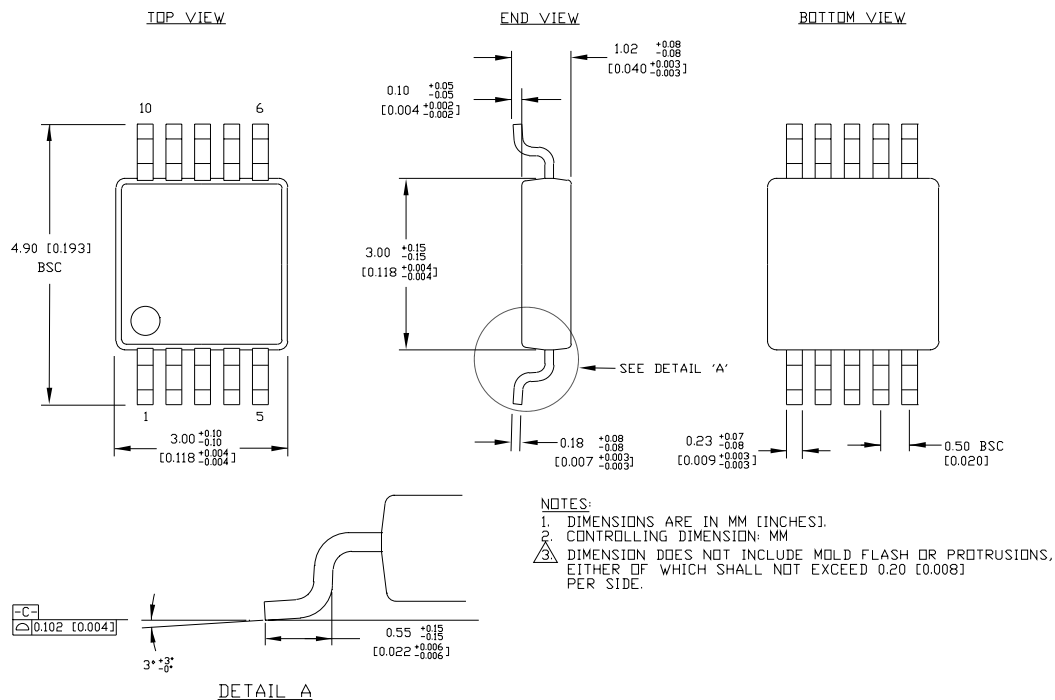 TOP VIEW
END VIEW
BOTTOM VIEW
1.02 +0.08 -0.08
[0.040 +0.003 -0.003]
0.10 +0.05 -0.05
[0.004 +0.002 -0.002]
10
6
4.90 [0.193]
BSC
3.00 +0.15 -0.15
[0.118 +0.004 -0.004]
SEE DETAIL 'A'
1
5
3.00 +0.10 -0.10
[0.118 +0.004 -0.004]
0.18 +0.08 -0.08
[0.007 +0.003 -0.003]
0.23 +0.07 -0.08
[0.009 +0.003 -0.003]
0.50 BSC
[0.020]
NOTES:
1. DIMENSIONS ARE IN MM [INCHES].
2. CONTROLLING DIMENSION: MM
3. DIMENSION DOES NOT INCLUDE MOLD FLASH OR PROTRUSIONS,
EITHER OF WHICH SHALL NOT EXCEED 0.20 [0.008]
PER SIDE.
-C-
0.102 [0.004]
3° +3° -0°
0.55 +0.15 -0.15
[0.022 +0.006 -0.006]
DETAIL A